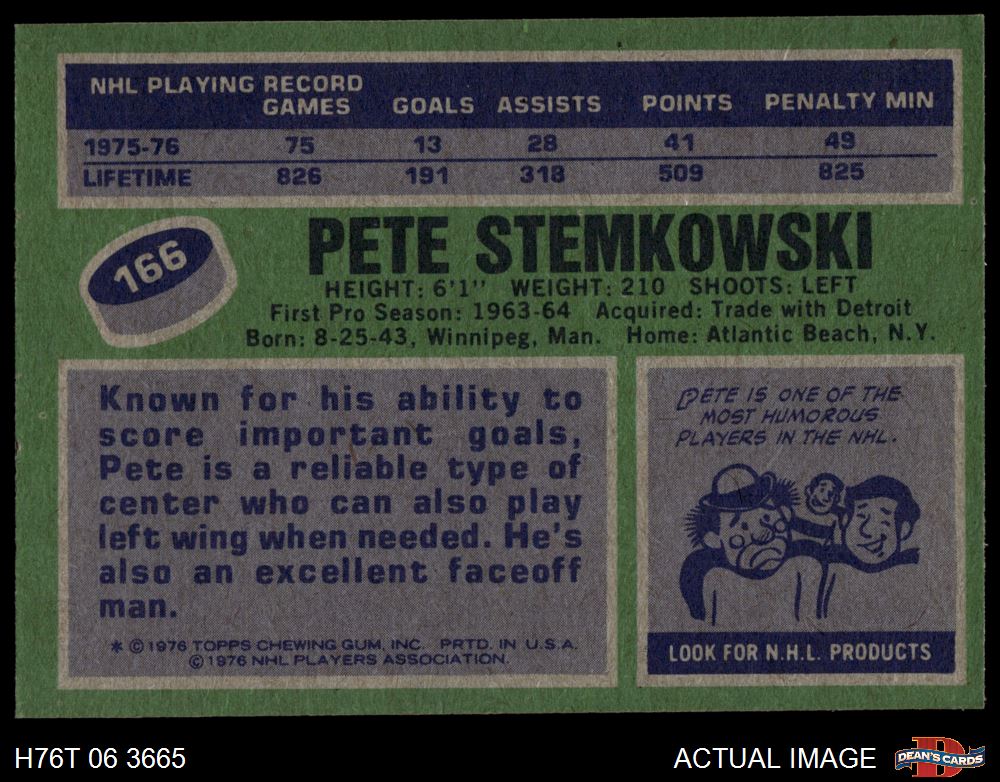 NHL PLAYING RECORD
GAMES GOALS ASSISTS POINTS PENALTY MIN
1975-76 75 13 28 41 49
LIFETIME 826 191 318 509 825
166
PETE STEMKOWSKI
HEIGHT: 6'1" WEIGHT: 210 SHOOTS: LEFT
First Pro Season: 1963-64 Acquired: Trade with Detroit
Born: 8-25-43, Winnipeg, Man. Home: Atlantic Beach, N.Y.
Known for his ability to
score important goals,
Pete is a reliable type of
center who can also play
left wing when needed. He's
also an excellent faceoff
man.
* © 1976 TOPPS CHEWING GUM, INC. PRTD. IN U.S.A.
© 1976 NHL PLAYERS ASSOCIATION.
PETE IS ONE OF THE
MOST HUMOROUS
PLAYERS IN THE NHL.
LOOK FOR N.H.L. PRODUCTS
H76T 06 3665
ACTUAL IMAGE
D
DEAN'S CARDS